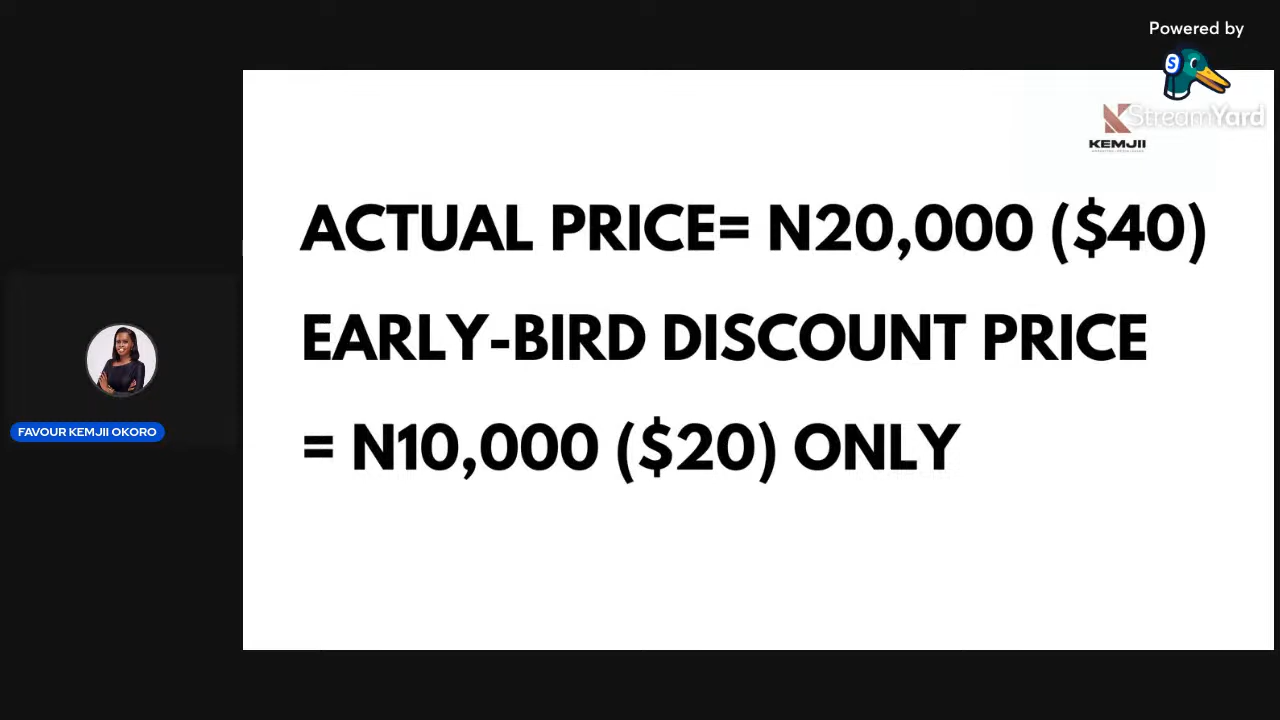 Powered by
S
StreamYard
KEMJII
ACTUAL PRICE= N20,000 ($40)
EARLY-BIRD DISCOUNT PRICE
= N10,000 ($20) ONLY
FAVOUR KEMJII OKORO